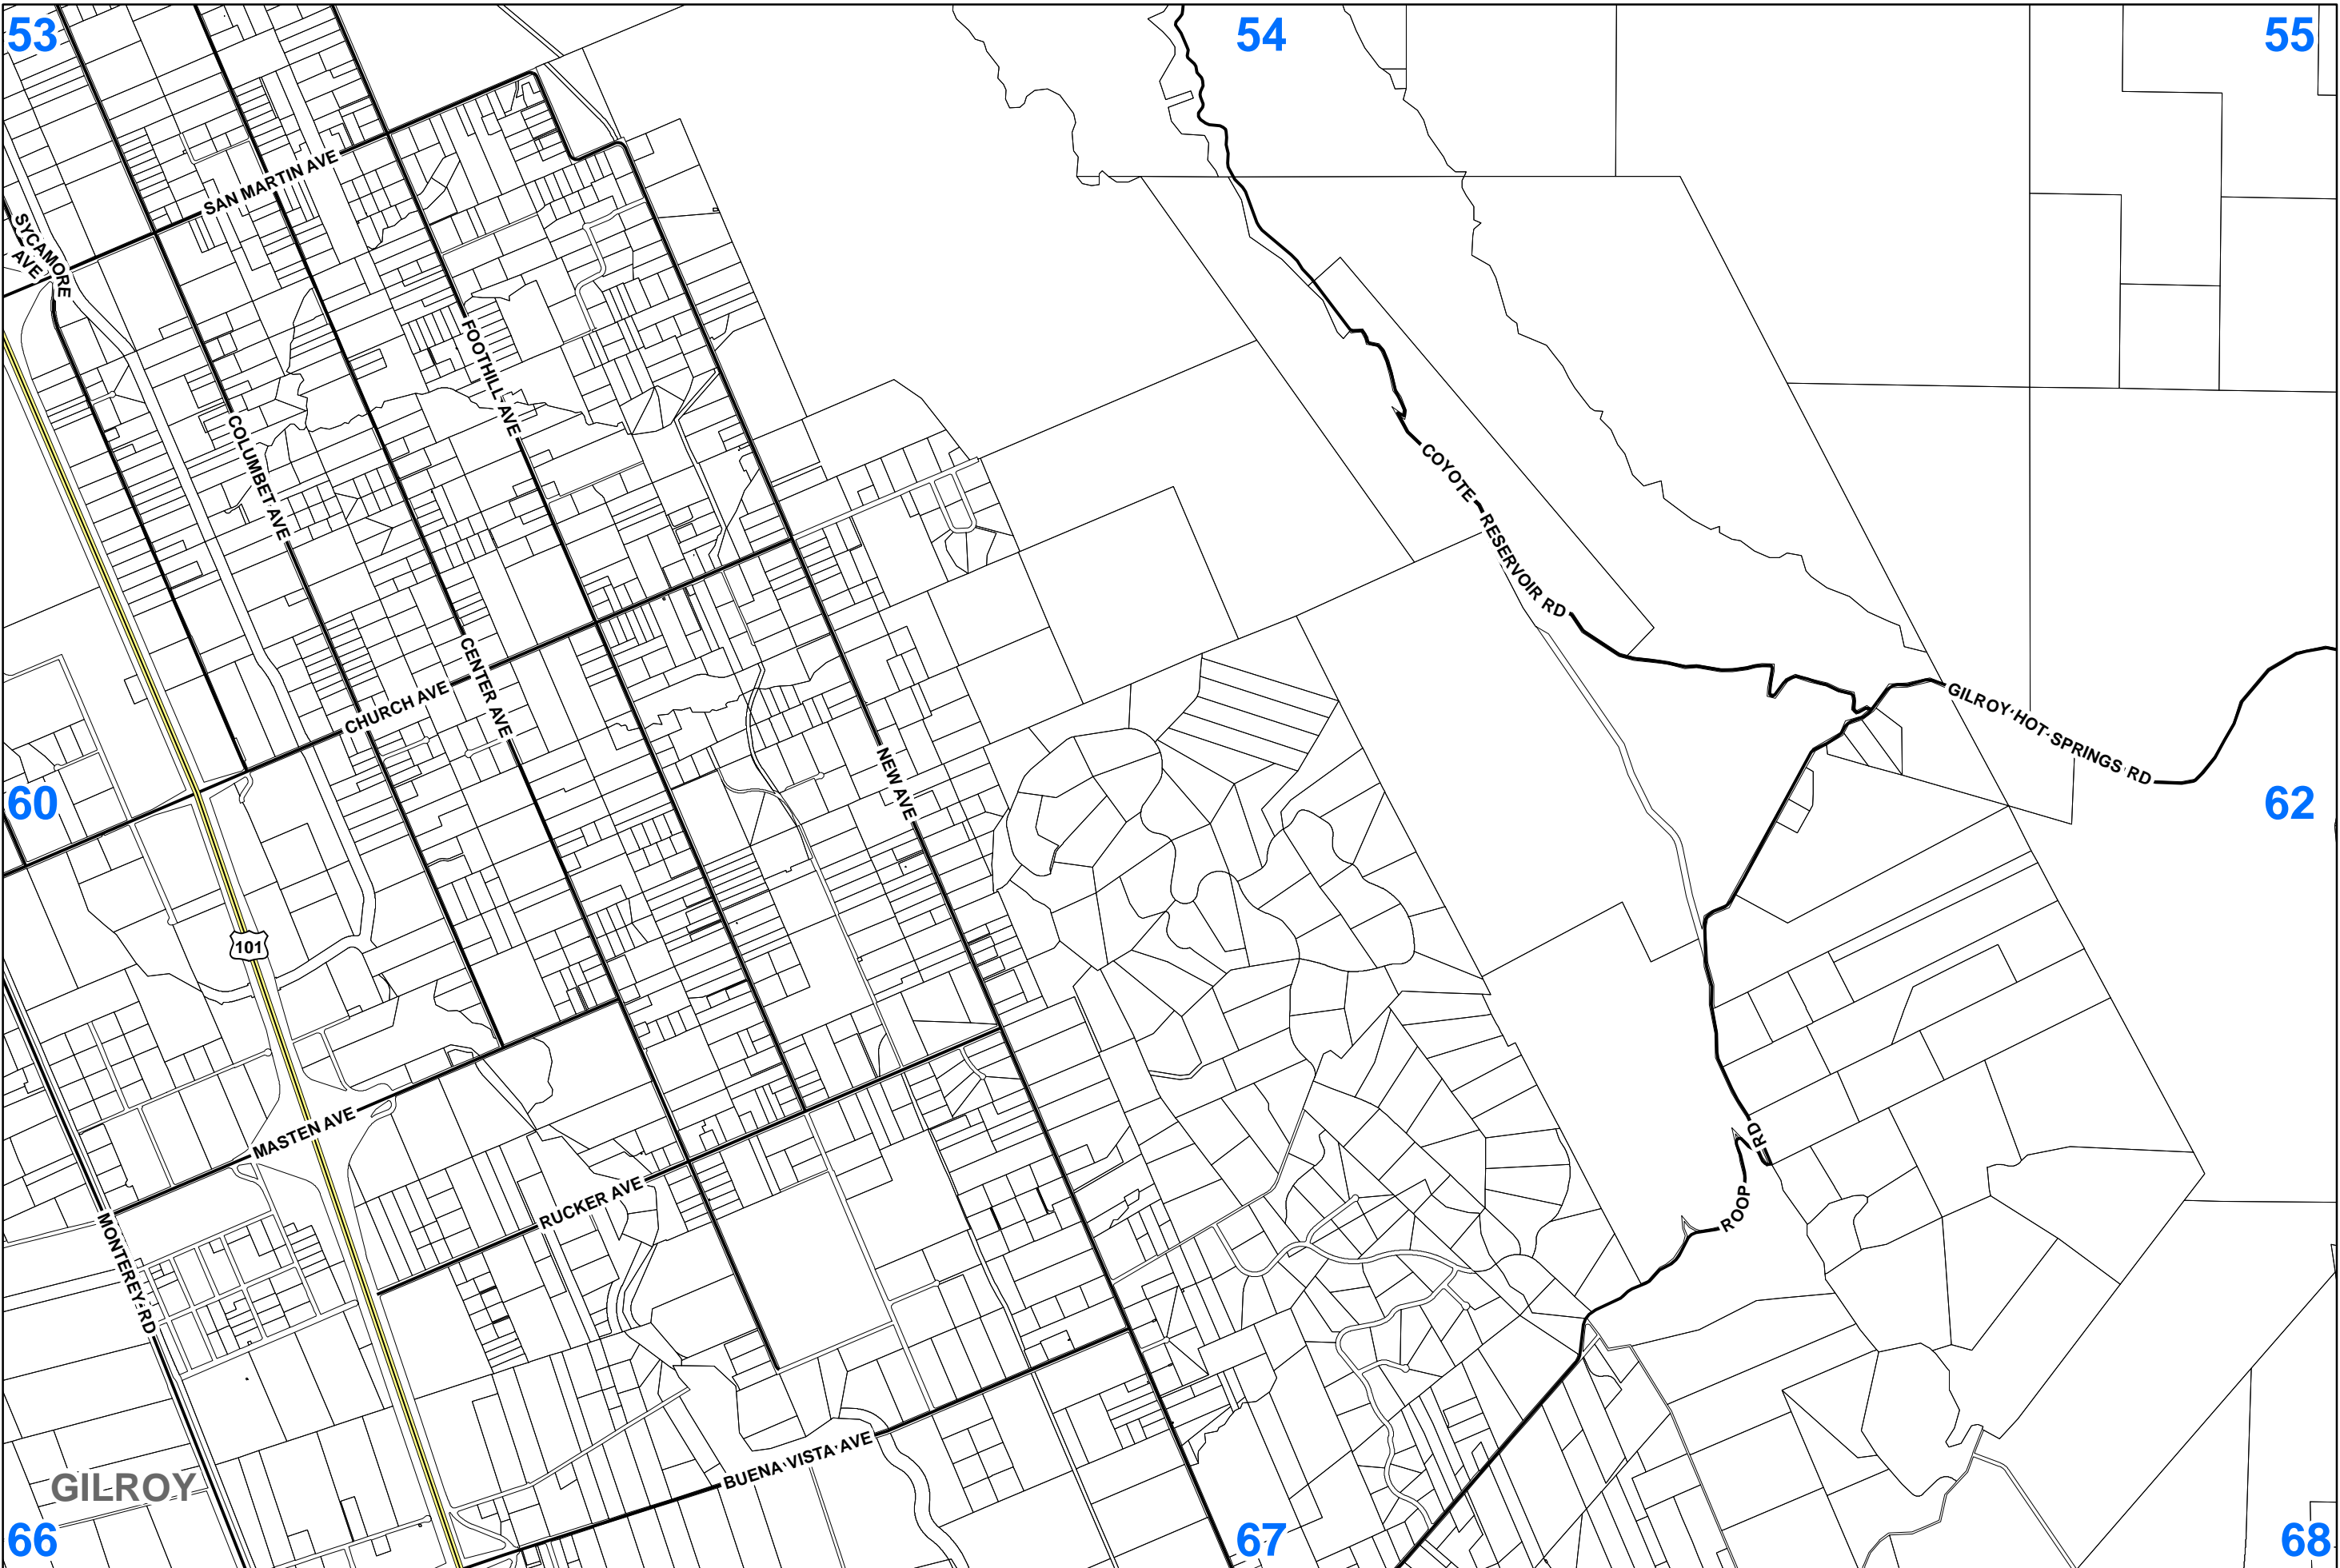 53
54
55
SAN MARTIN AVE
SYCAMORE
AVE
FOOTHILL AVE
COLUMBET AVE
COYOTE RESERVOIR RD
CENTER AVE
CHURCH AVE
GILROY HOT SPRINGS RD
NEW AVE
60
62
101
MASTEN AVE
ROOP RD
RUCKER AVE
MONTEREY RD
BUENA VISTA AVE
GILROY
66
67
68